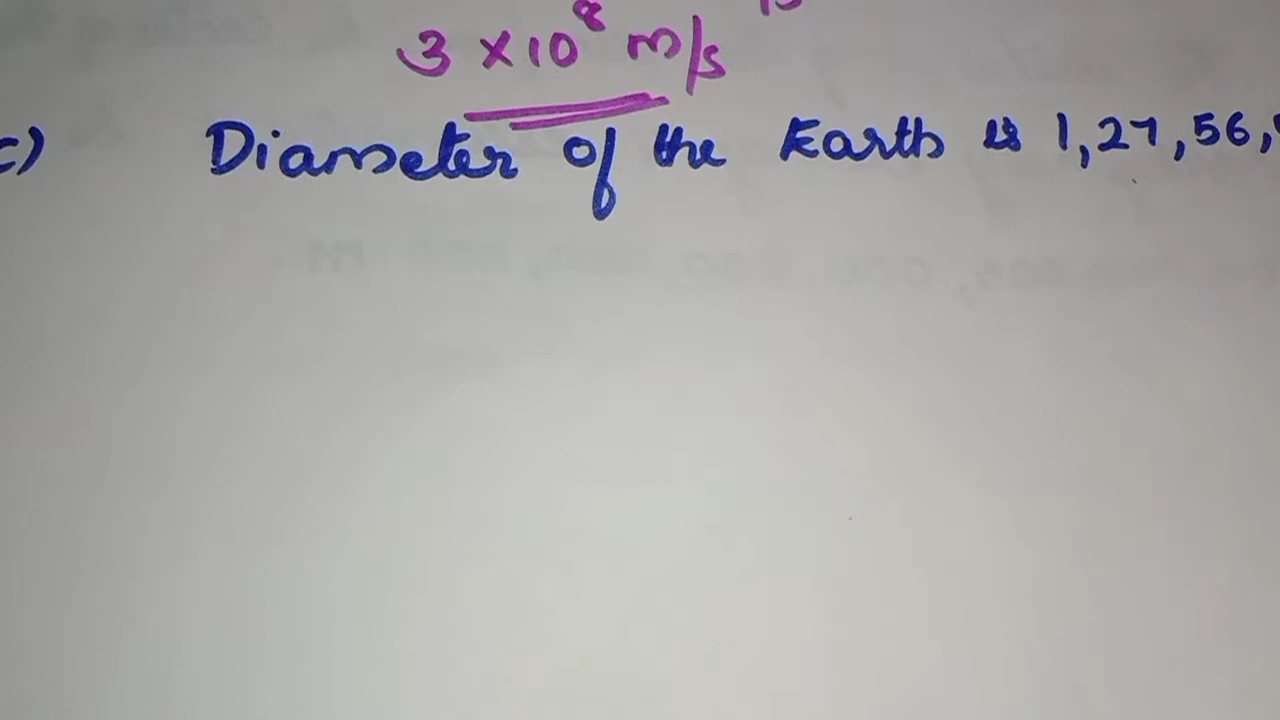 3 × 10⁸ m/s
c) Diameter of the Earth is 1,27,56,